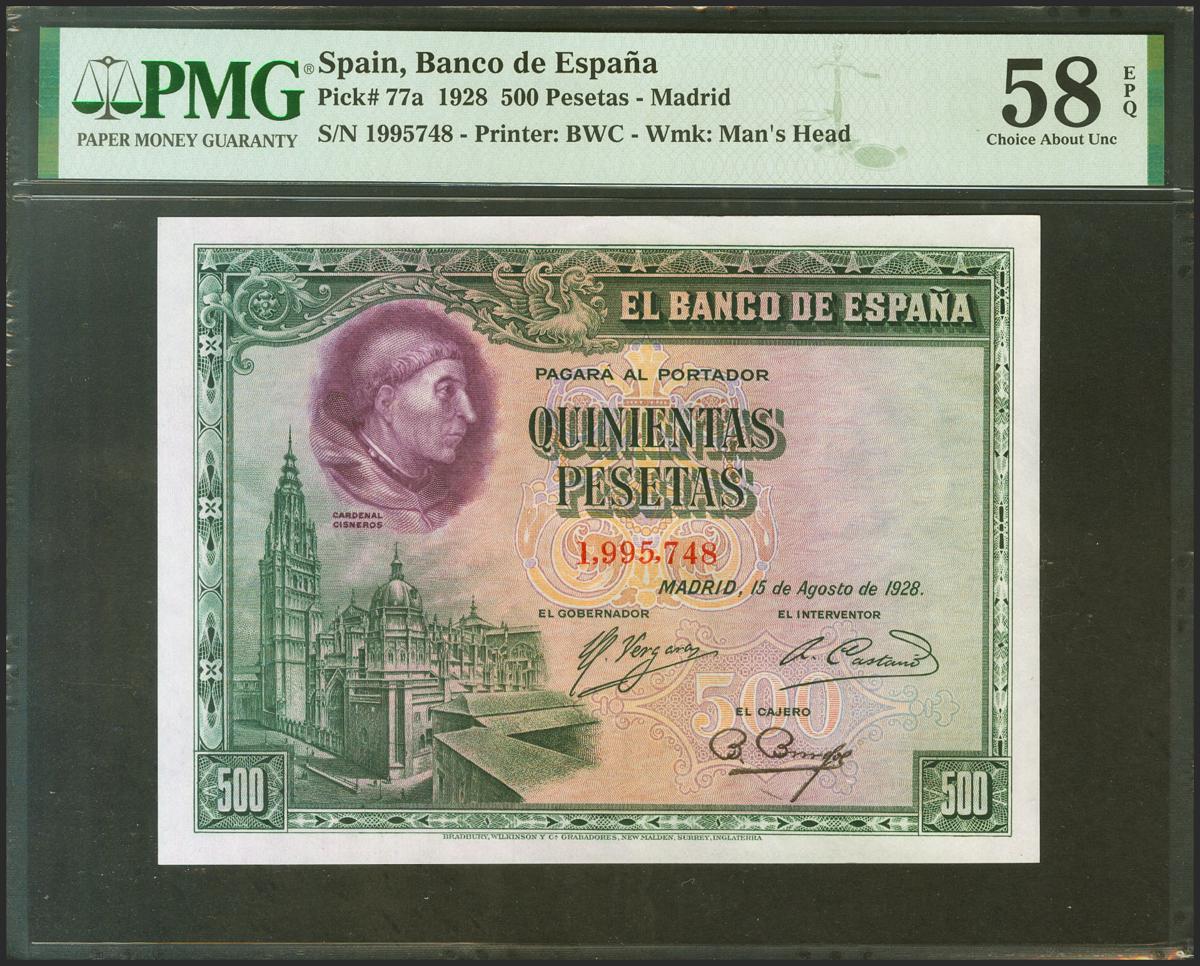 PMG®
PAPER MONEY GUARANTY
Spain, Banco de España
Pick# 77a 1928 500 Pesetas - Madrid
S/N 1995748 - Printer: BWC - Wmk: Man's Head
58
EPQ
Choice About Unc
EL BANCO DE ESPAÑA
PAGARÁ AL PORTADOR
QUINIENTAS
PESETAS
CARDENAL
CISNEROS
1,995,748
MADRID, 15 de Agosto de 1928.
EL GOBERNADOR
EL INTERVENTOR
500
EL CAJERO
500
500
BRADBURY, WILKINSON Y Cª GRABADORES, NEW MALDEN, SURREY, INGLATERRA